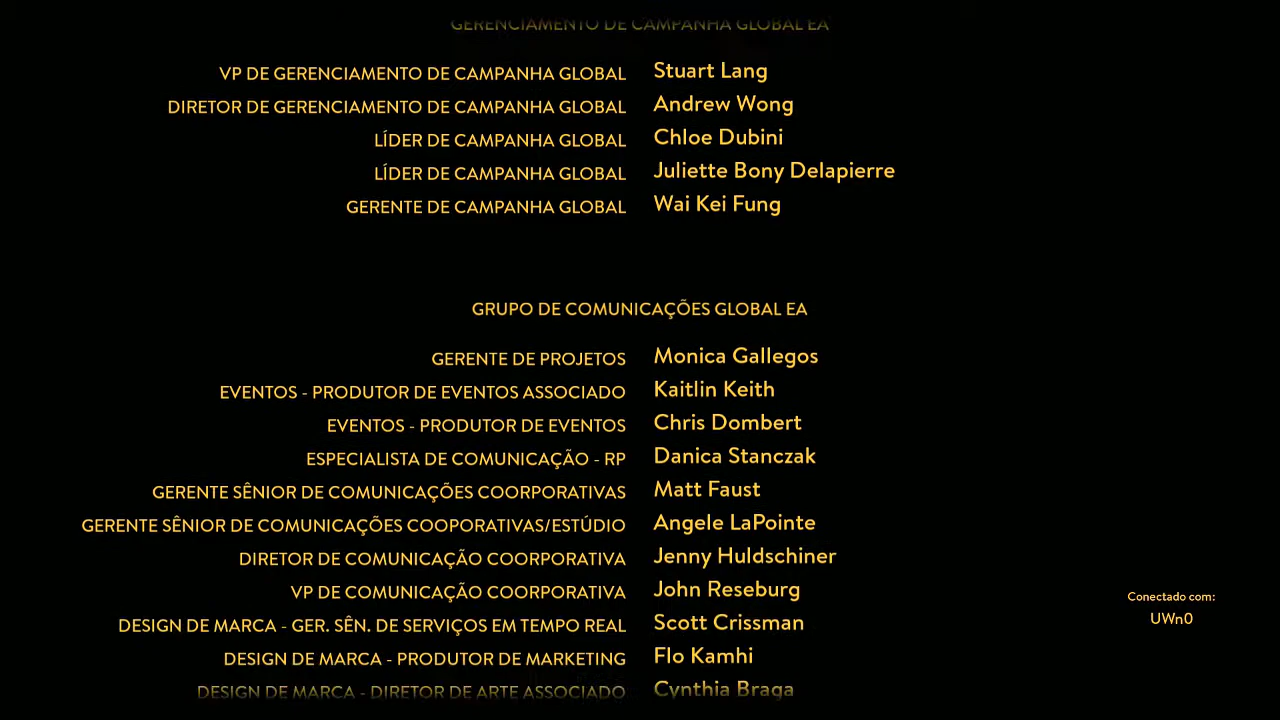 GERENCIAMENTO DE CAMPANHA GLOBAL EA
VP DE GERENCIAMENTO DE CAMPANHA GLOBAL Stuart Lang
DIRETOR DE GERENCIAMENTO DE CAMPANHA GLOBAL Andrew Wong
LÍDER DE CAMPANHA GLOBAL Chloe Dubini
LÍDER DE CAMPANHA GLOBAL Juliette Bony Delapierre
GERENTE DE CAMPANHA GLOBAL Wai Kei Fung
GRUPO DE COMUNICAÇÕES GLOBAL EA
GERENTE DE PROJETOS Monica Gallegos
EVENTOS - PRODUTOR DE EVENTOS ASSOCIADO Kaitlin Keith
EVENTOS - PRODUTOR DE EVENTOS Chris Dombert
ESPECIALISTA DE COMUNICAÇÃO - RP Danica Stanczak
GERENTE SÊNIOR DE COMUNICAÇÕES COORPORATIVAS Matt Faust
GERENTE SÊNIOR DE COMUNICAÇÕES COOPORATIVAS/ESTÚDIO Angele LaPointe
DIRETOR DE COMUNICAÇÃO COORPORATIVA Jenny Huldschiner
VP DE COMUNICAÇÃO COORPORATIVA John Reseburg
DESIGN DE MARCA - GER. SÊN. DE SERVIÇOS EM TEMPO REAL Scott Crissman
DESIGN DE MARCA - PRODUTOR DE MARKETING Flo Kamhi
DESIGN DE MARCA - DIRETOR DE ARTE ASSOCIADO Cynthia Braga
Conectado com:
UWn0